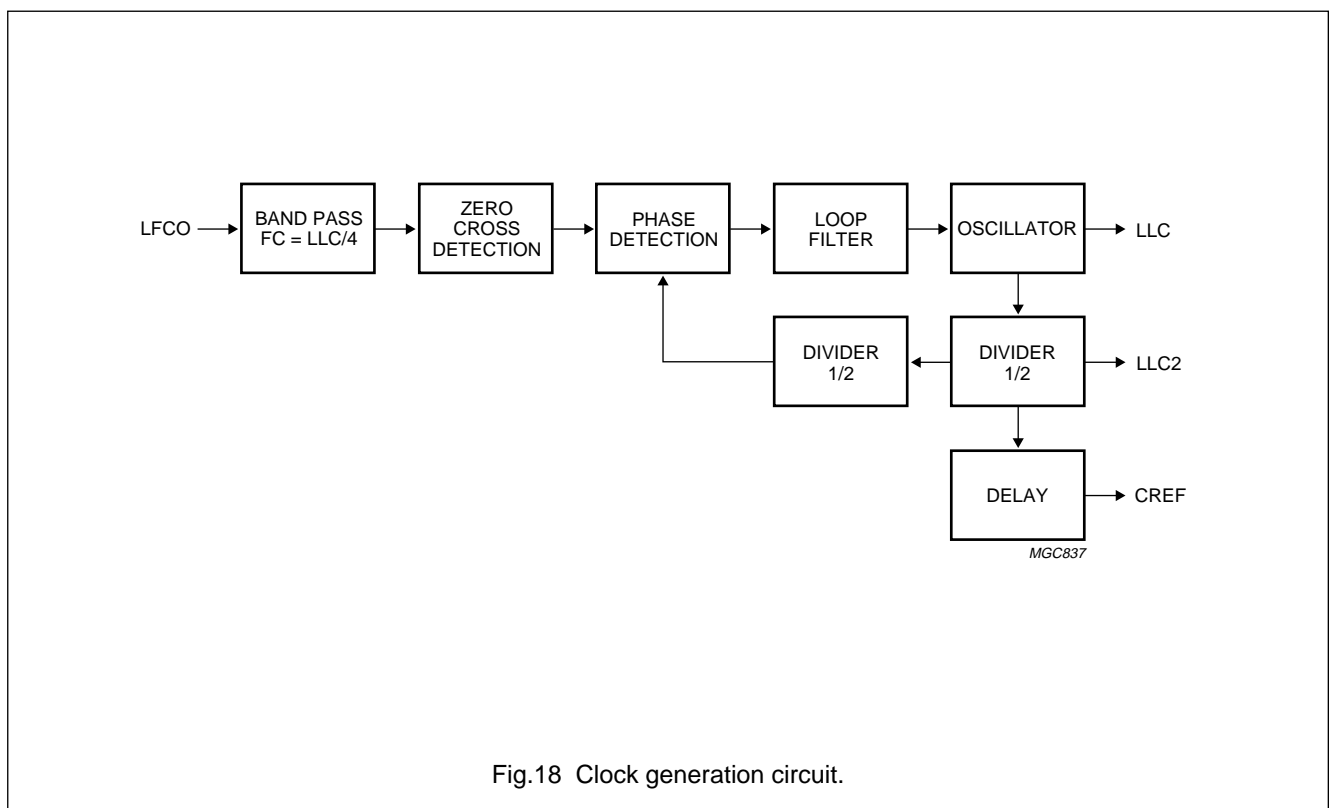 LFCO
BAND PASS
FC = LLC/4
ZERO
CROSS
DETECTION
PHASE
DETECTION
LOOP
FILTER
OSCILLATOR
LLC
DIVIDER
1/2
DIVIDER
1/2
LLC2
DELAY
CREF
MGC837
Fig.18 Clock generation circuit.